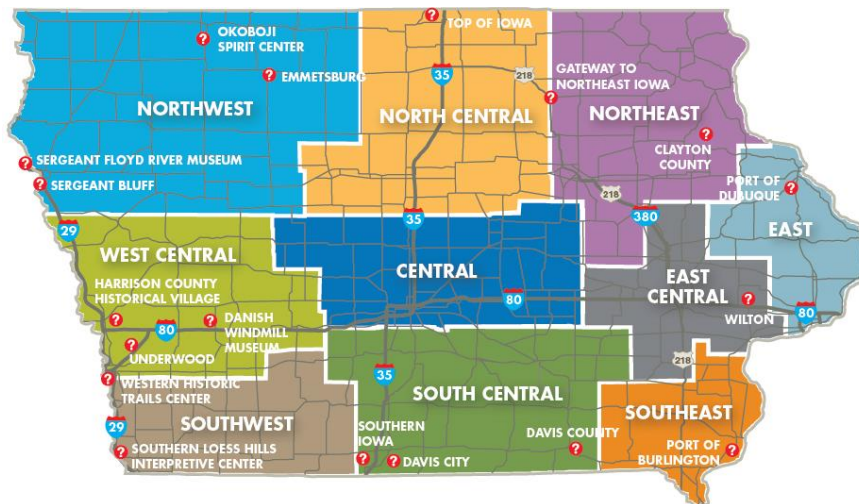 OKOBOJI
SPIRIT CENTER
TOP OF IOWA
EMMETSBURG
35
218
GATEWAY TO
NORTHEAST IOWA
NORTHWEST
NORTH CENTRAL
NORTHEAST
CLAYTON
COUNTY
SERGEANT FLOYD RIVER MUSEUM
SERGEANT BLUFF
PORT OF
DUBUQUE
218
29
35
380
EAST
WEST CENTRAL
CENTRAL
EAST
CENTRAL
HARRISON COUNTY
HISTORICAL VILLAGE
80
DANISH
WINDMILL
MUSEUM
80
WILTON
80
UNDERWOOD
WESTERN HISTORIC
TRAILS CENTER
35
218
SOUTH CENTRAL
SOUTHWEST
SOUTHEAST
29
SOUTHERN
IOWA
DAVIS COUNTY
SOUTHERN LOESS HILLS
INTERPRETIVE CENTER
DAVIS CITY
PORT OF
BURLINGTON